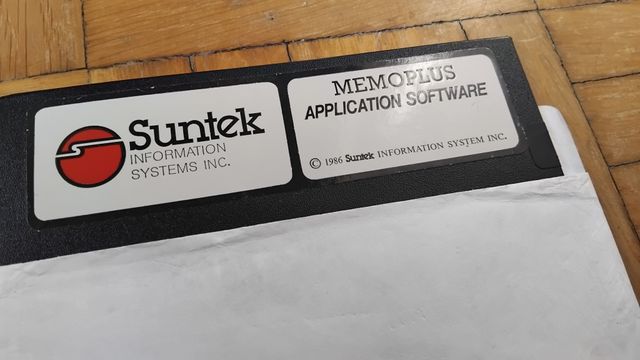 Suntek
INFORMATION
SYSTEMS INC.
MEMOPLUS
APPLICATION SOFTWARE
© 1986 Suntek INFORMATION SYSTEM INC.